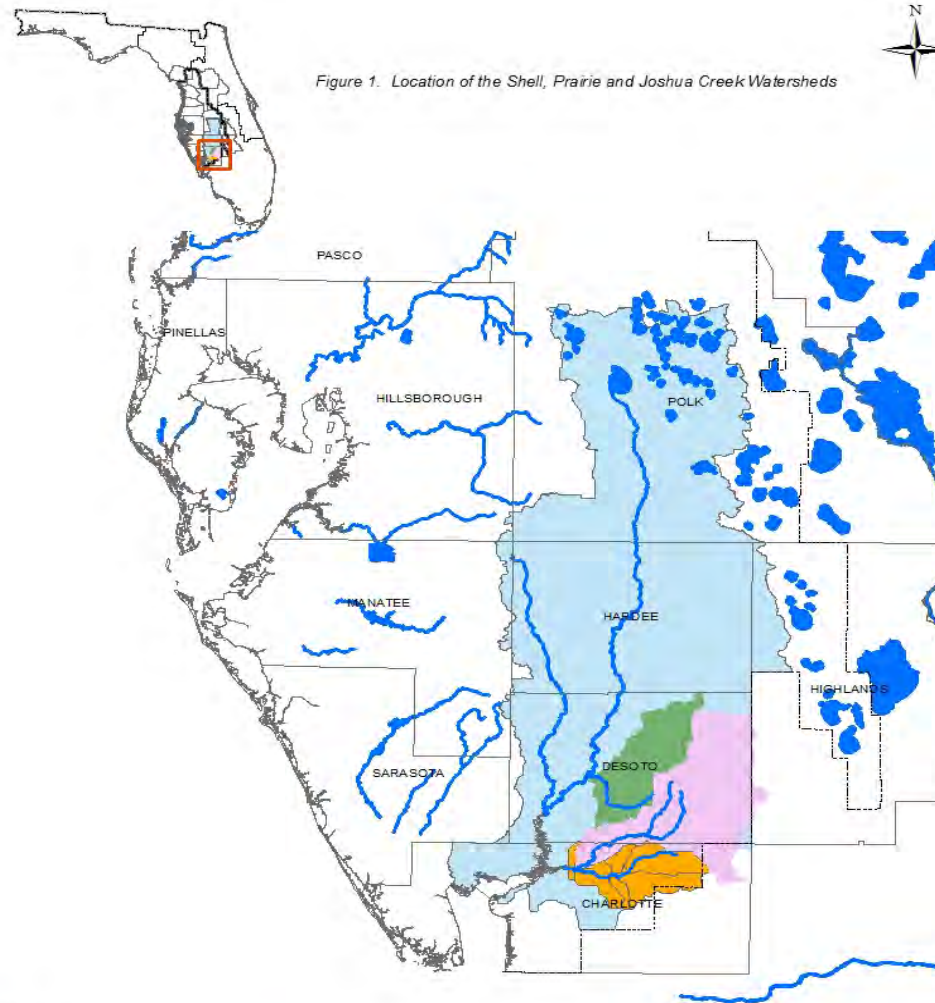 N
Figure 1. Location of the Shell, Prairie and Joshua Creek Watersheds
PASCO
PINELLAS
HILLSBOROUGH
POLK
MANATEE
HARDEE
HIGHLANDS
SARASOTA
DESOTO
CHARLOTTE